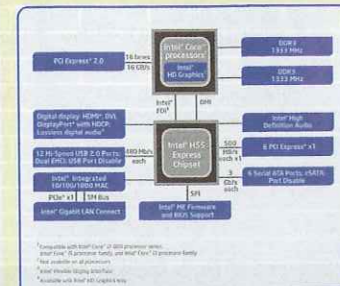 Intel® Core™
processors
Intel®
HD Graphics
PCI Express® 2.0
16 lanes
16 GB/s
DDR3
1333 MHz
DDR3
1333 MHz
Intel®
FDI
DMI
Digital display: HDMI®, DVI,
DisplayPort® with HDCP;
Lossless digital audio
Intel® H55
Express
Chipset
Intel® High
Definition Audio
12 Hi-Speed USB 2.0 Ports;
Dual EHCI; USB Port Disable
480 Mb/s
each
500
MB/s
each x1
6 PCI Express® x1
Intel® Integrated
10/100/1000 MAC
3
Gb/s
each
6 Serial ATA Ports; eSATA;
Port Disable
PCIe® x1
SM Bus
SPI
Intel® Gigabit LAN Connect
Intel® ME Firmware
and BIOS Support